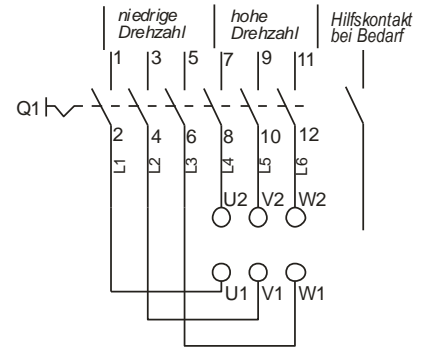 niedrige hohe Hilfskontakt
Drehzahl Drehzahl bei Bedarf
1 3 5 7 9 11
Q1
2 4 6 8 10 12
L1 L2 L3 L4 L5 L6
U2 V2 W2
U1 V1 W1